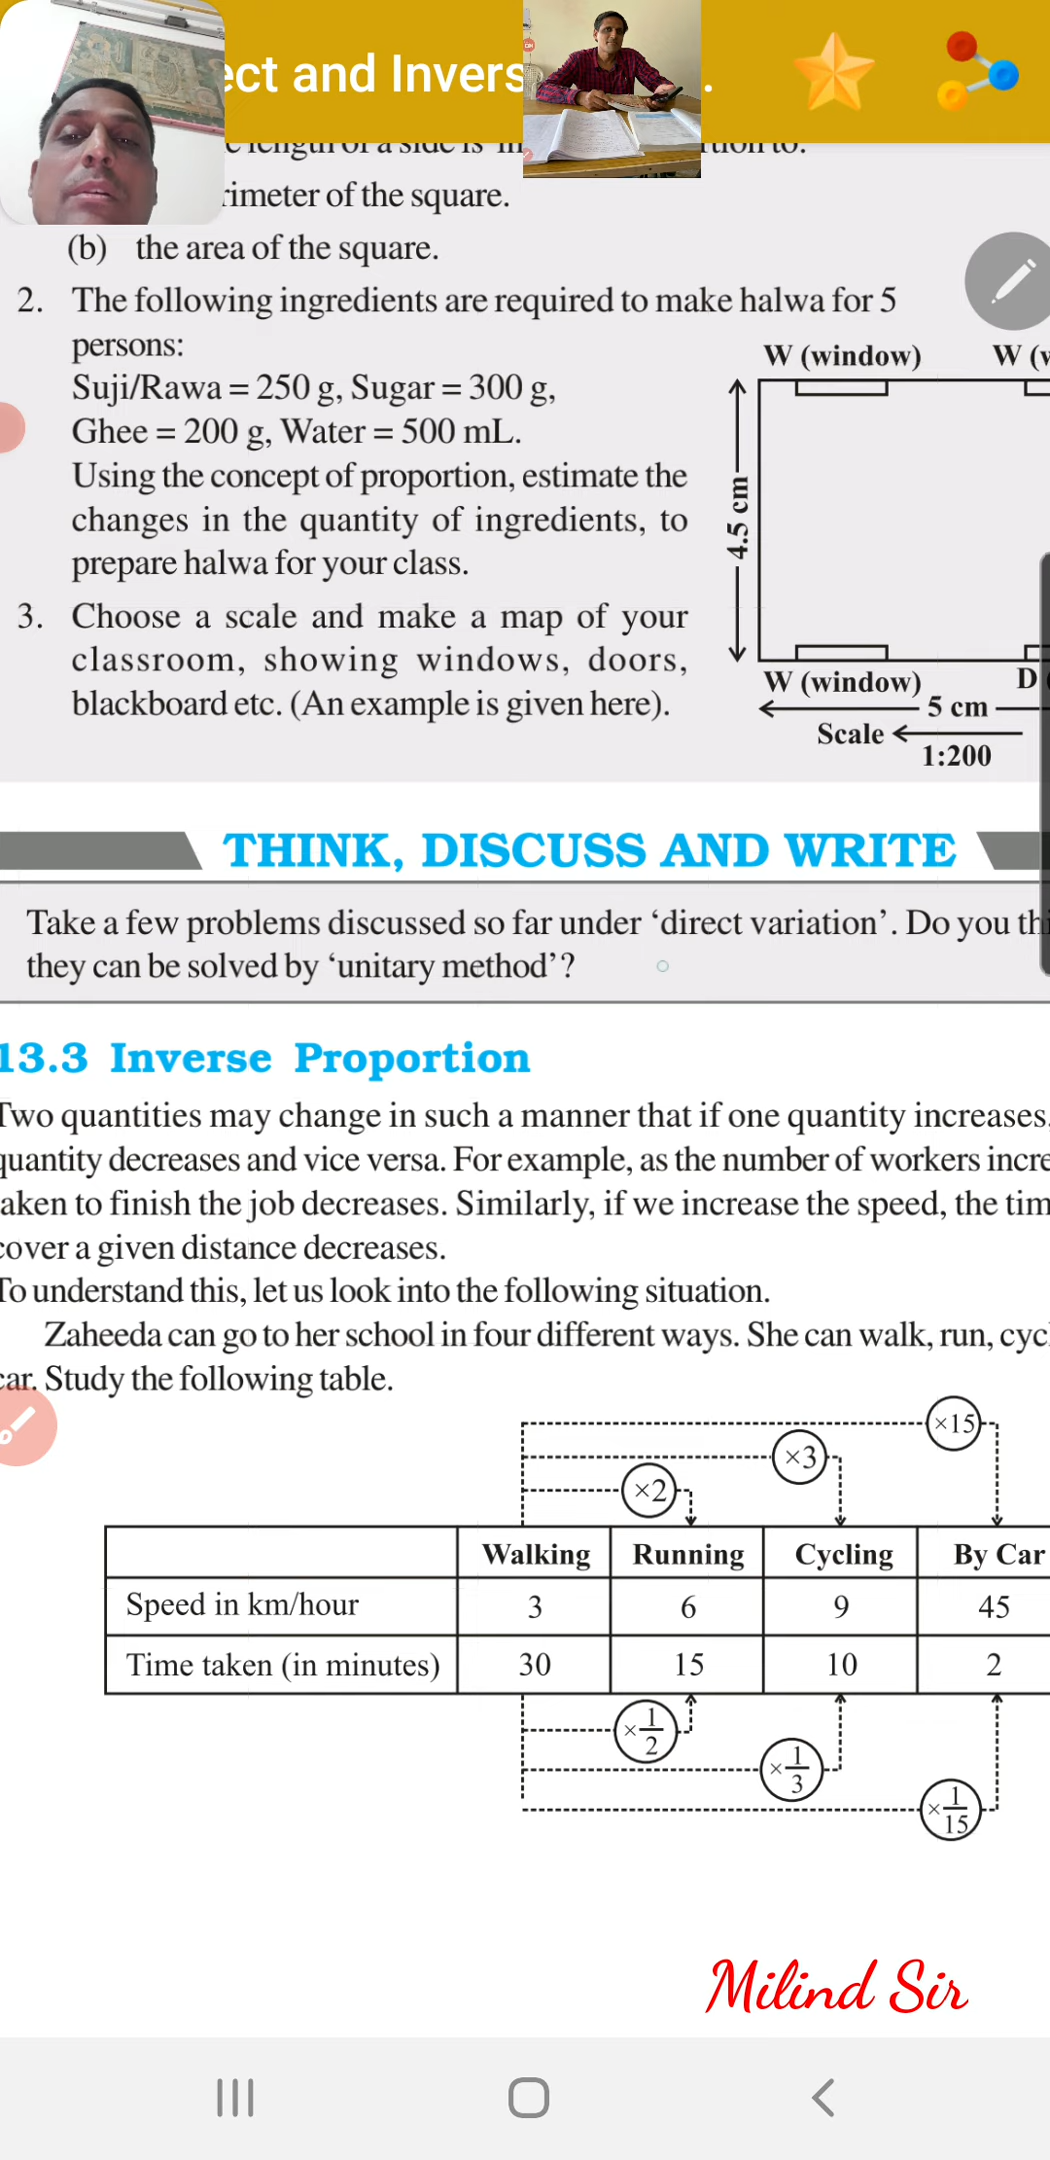 ect and Invers
rimeter of the square.
(b) the area of the square.
2. The following ingredients are required to make halwa for 5
persons:
Suji/Rawa = 250 g, Sugar = 300 g,
Ghee = 200 g, Water = 500 mL.
Using the concept of proportion, estimate the
changes in the quantity of ingredients, to
prepare halwa for your class.
3. Choose a scale and make a map of your
classroom, showing windows, doors,
blackboard etc. (An example is given here).
W (window) W (
4.5 cm
W (window) D
5 cm
Scale
1:200
THINK, DISCUSS AND WRITE
Take a few problems discussed so far under ‘direct variation’. Do you thi
they can be solved by ‘unitary method’?
13.3 Inverse Proportion
Two quantities may change in such a manner that if one quantity increases,
quantity decreases and vice versa. For example, as the number of workers incre
aken to finish the job decreases. Similarly, if we increase the speed, the tim
cover a given distance decreases.
To understand this, let us look into the following situation.
Zaheeda can go to her school in four different ways. She can walk, run, cycl
car. Study the following table.
×15
×3
×2
Walking Running Cycling By Car
Speed in km/hour 3 6 9 45
Time taken (in minutes) 30 15 10 2
×1/2
×1/3
×1/15
Milind Sir